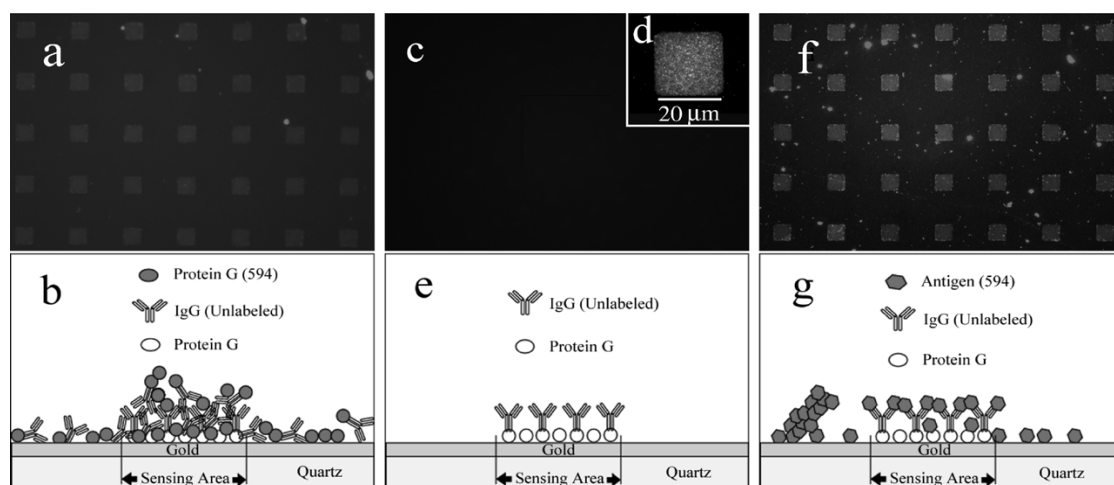 a
c
d
20 µm
f
b
Protein G (594)
IgG (Unlabeled)
Protein G
Gold
Sensing Area
Quartz
e
IgG (Unlabeled)
Protein G
Gold
Sensing Area
g
Antigen (594)
IgG (Unlabeled)
Protein G
Gold
Sensing Area
Quartz